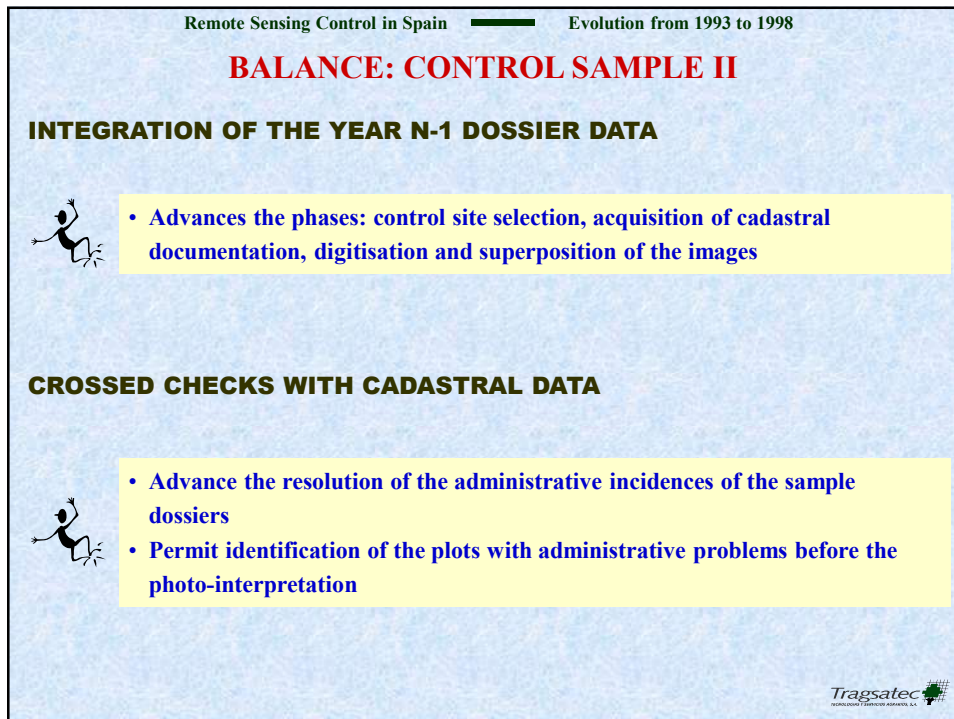 Remote Sensing Control in Spain Evolution from 1993 to 1998
BALANCE: CONTROL SAMPLE II
INTEGRATION OF THE YEAR N-1 DOSSIER DATA
• Advances the phases: control site selection, acquisition of cadastral
documentation, digitisation and superposition of the images
CROSSED CHECKS WITH CADASTRAL DATA
• Advance the resolution of the administrative incidences of the sample
dossiers
• Permit identification of the plots with administrative problems before the
photo-interpretation
Tragsatec
TECNOLOGÍAS Y SERVICIOS AGRARIOS, S.A.